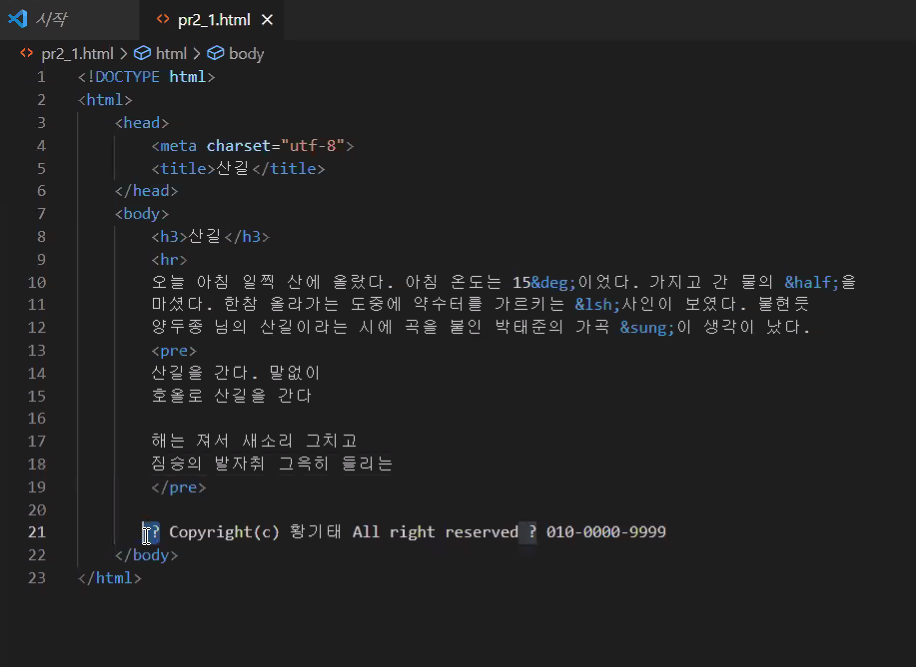 시작
pr2_1.html
pr2_1.html > html > body
1 <!DOCTYPE html>
2 <html>
3 <head>
4 <meta charset="utf-8">
5 <title>산길</title>
6 </head>
7 <body>
8 <h3>산길</h3>
9 <hr>
10 오늘 아침 일찍 산에 올랐다. 아침 온도는 15&deg;이었다. 가지고 간 물의 &half;을
11 마셨다. 한참 올라가는 도중에 약수터를 가르키는 &lsh;사인이 보였다. 불현듯
12 양두종 님의 산길이라는 시에 곡을 붙인 박태준의 가곡 &sung;이 생각이 났다.
13 <pre>
14 산길을 간다. 말없이
15 호올로 산길을 간다
16
17 해는 져서 새소리 그치고
18 짐승의 발자취 그윽히 들리는
19 </pre>
20
21 ? Copyright(c) 황기태 All right reserved ? 010-0000-9999
22 </body>
23 </html>